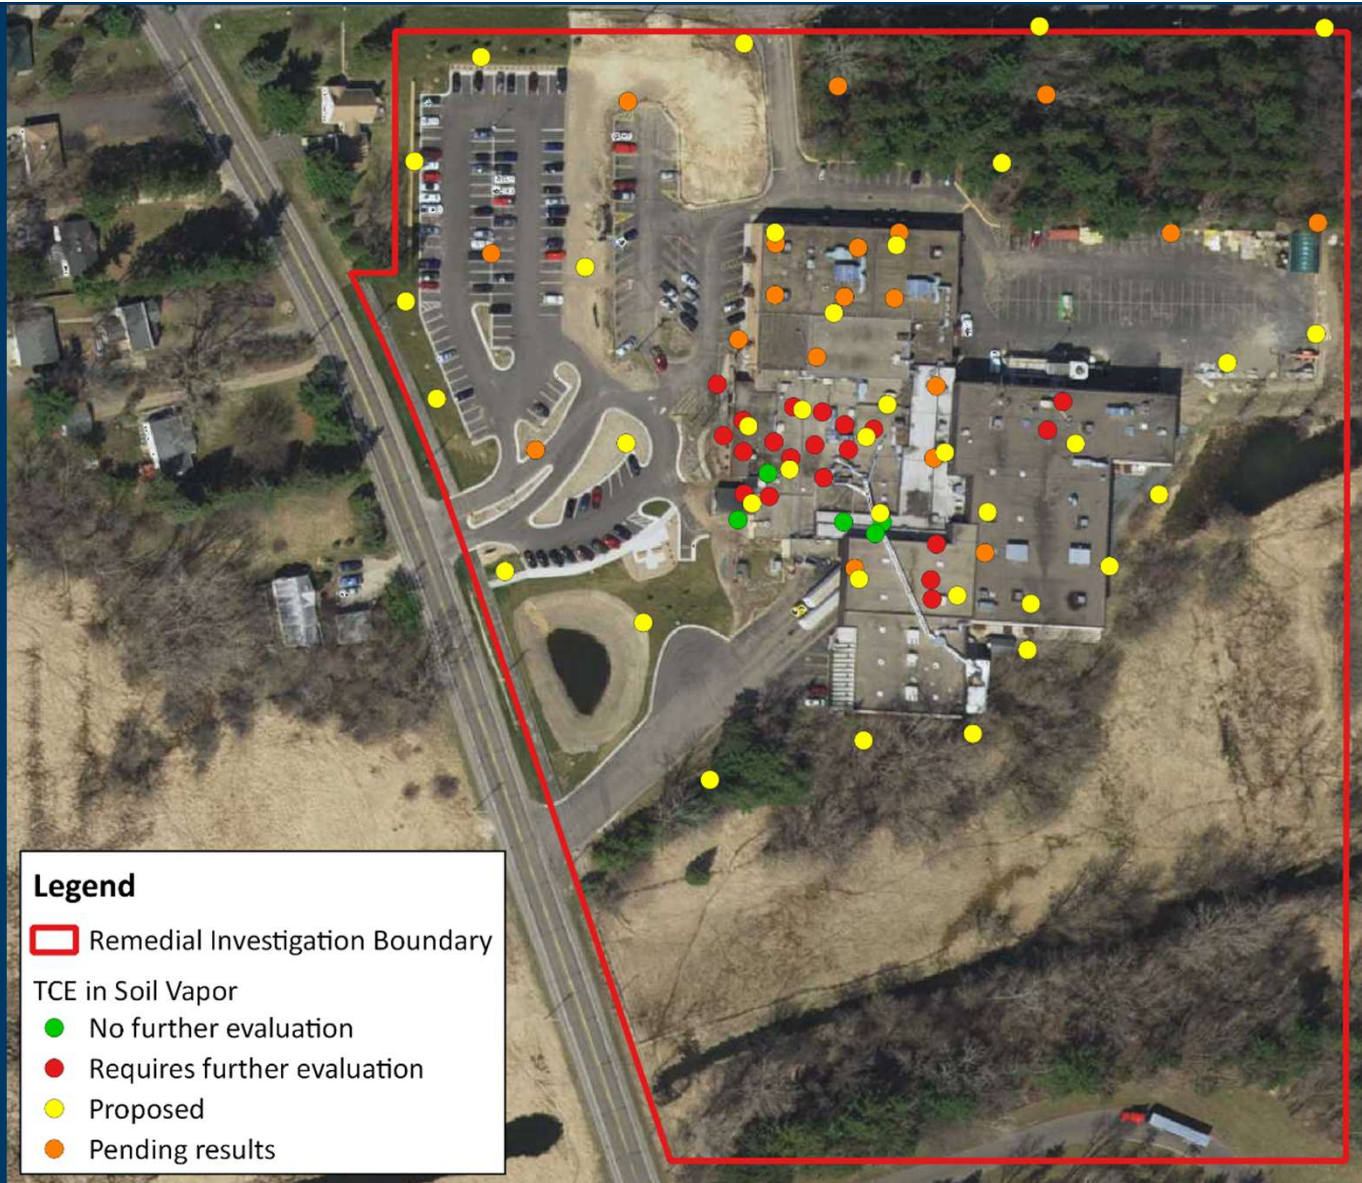 Legend
Remedial Investigation Boundary
TCE in Soil Vapor
No further evaluation
Requires further evaluation
Proposed
Pending results